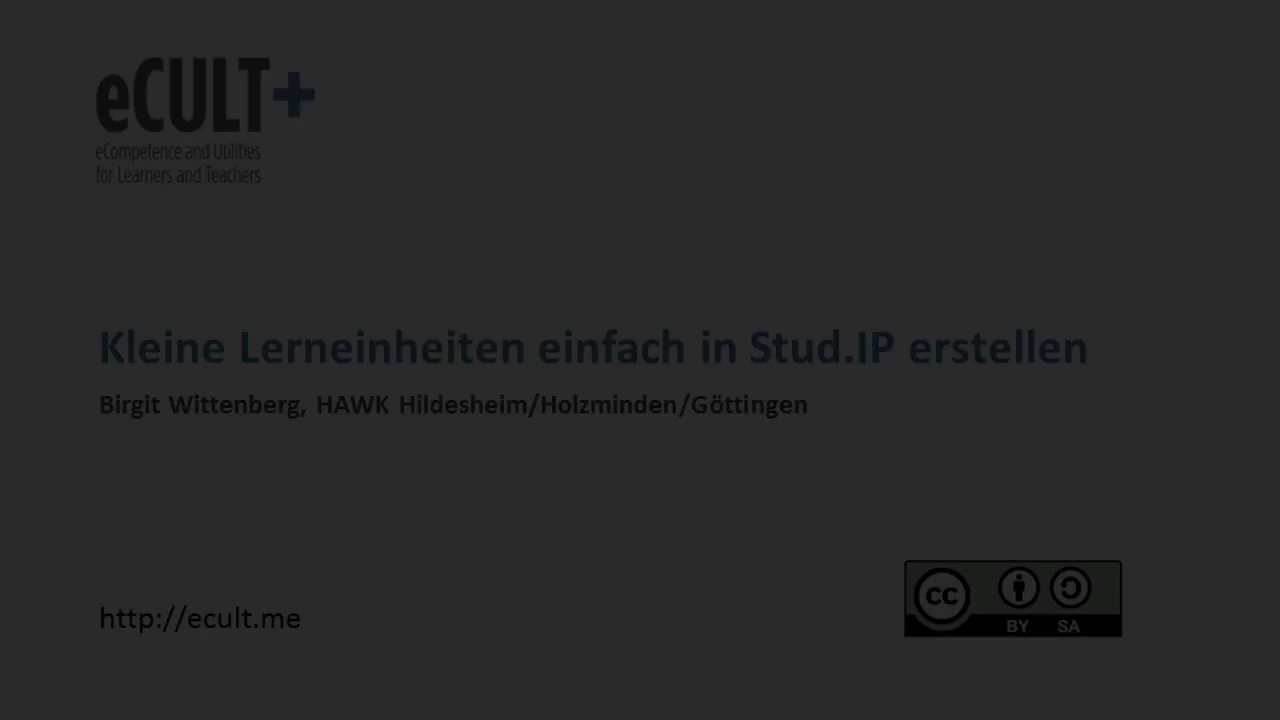 eCULT+
eCompetence and Utilities
for Learners and Teachers
Kleine Lerneinheiten einfach in Stud.IP erstellen
Birgit Wittenberg, HAWK Hildesheim/Holzminden/Göttingen
http://ecult.me
cc
BY SA